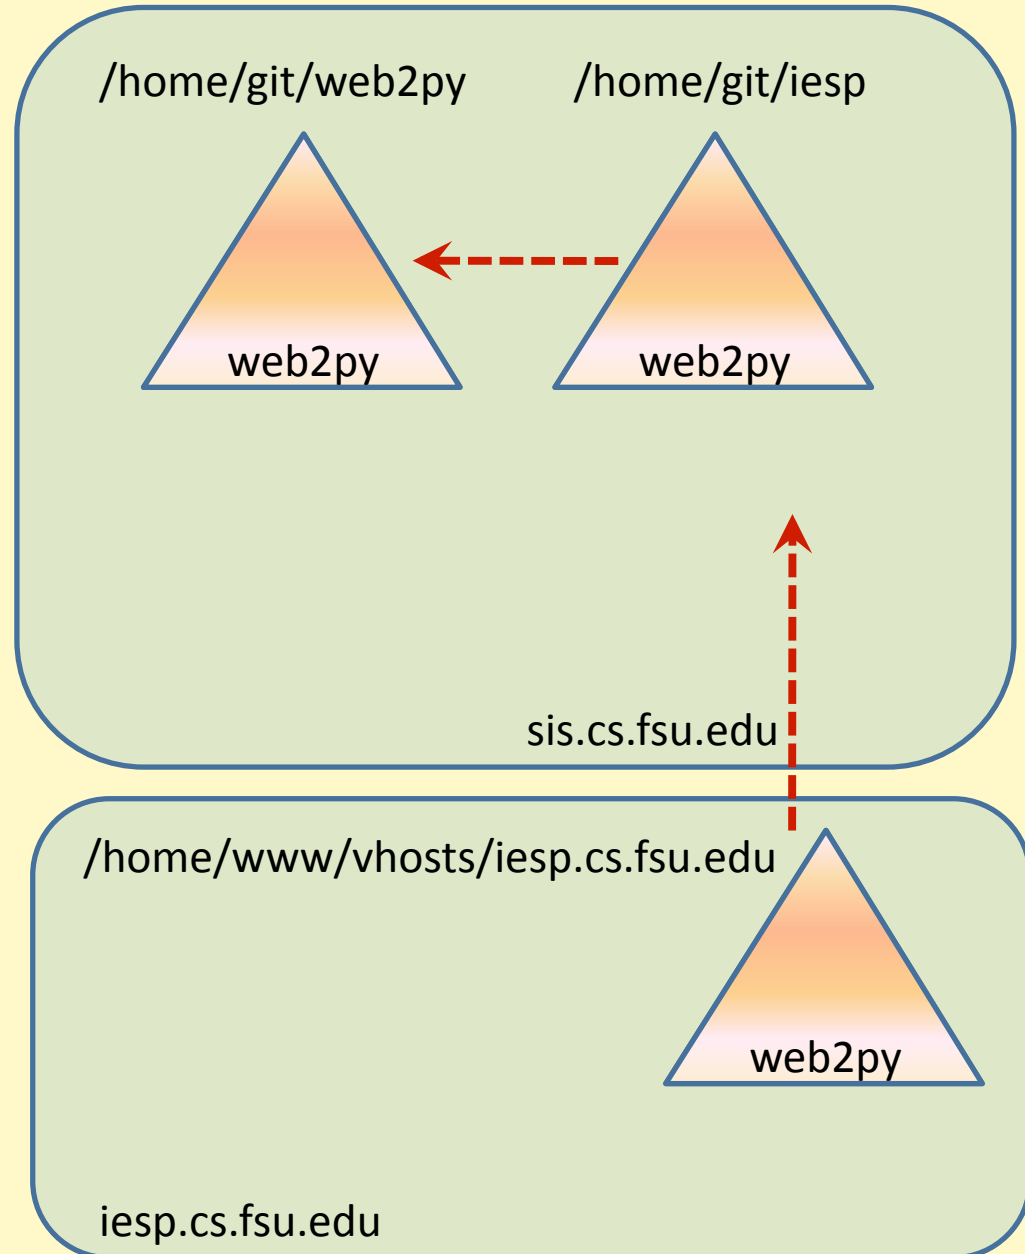 /home/git/web2py /home/git/iesp
web2py web2py
sis.cs.fsu.edu
/home/www/vhosts/iesp.cs.fsu.edu
web2py
iesp.cs.fsu.edu